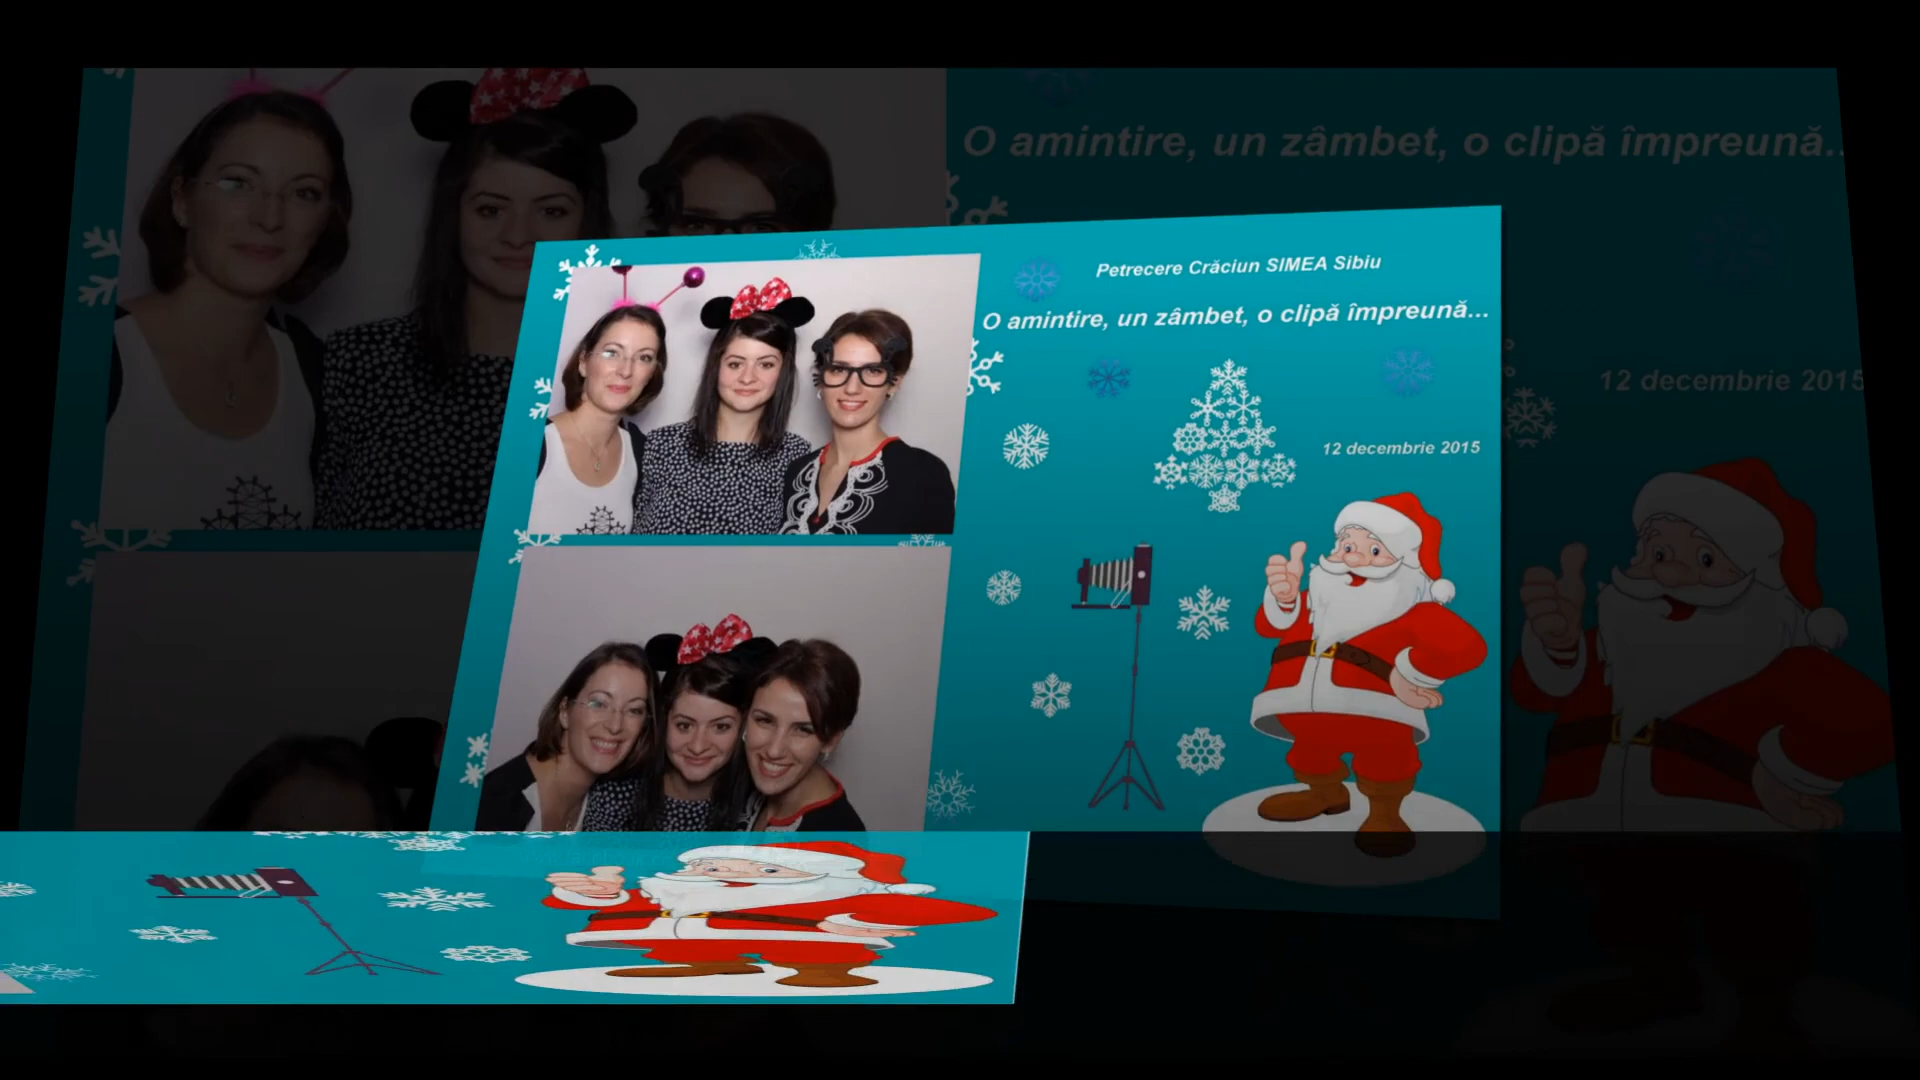 Petrecere Crăciun SIMEA Sibiu
O amintire, un zâmbet, o clipă împreună...
12 decembrie 2015
O amintire, un zâmbet, o clipă împreună..
12 decembrie 2015